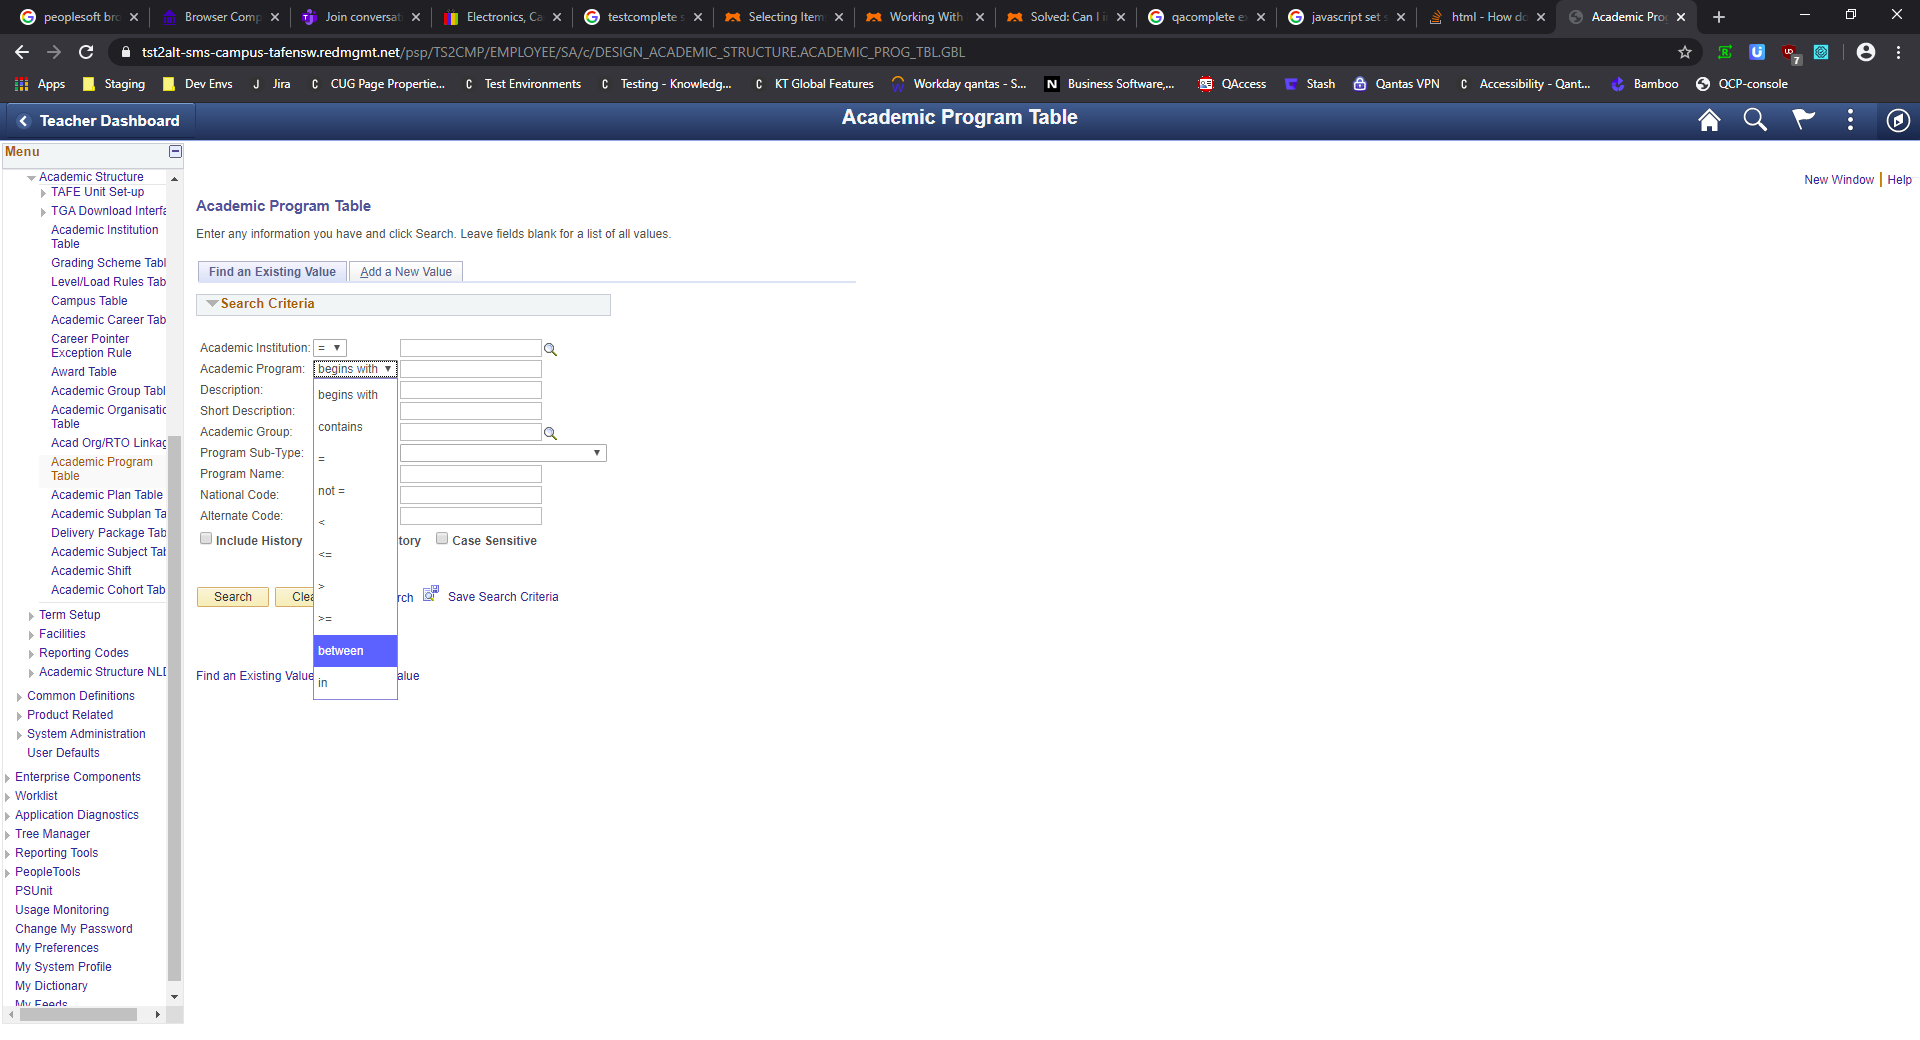 peoplesoft bro
Browser Comp
Join conversat
Electronics, Ca
testcomplete s
Selecting Item
Working With
Solved: Can I i
qacomplete e
javascript set s
html - How do
Academic Prog
tst2alt-sms-campus-tafensw.redmgmt.net/psp/TS2CMP/EMPLOYEE/SA/c/DESIGN_ACADEMIC_STRUCTURE.ACADEMIC_PROG_TBL.GBL
7
Apps
Staging
Dev Envs
Jira
CUG Page Propertie...
Test Environments
Testing - Knowledg...
KT Global Features
Workday qantas - S...
Business Software,...
QAccess
Stash
Qantas VPN
Accessibility - Qant...
Bamboo
QCP-console
Teacher Dashboard
Academic Program Table
Menu
Academic Structure
TAFE Unit Set-up
TGA Download Interfa
Academic Institution
Table
Grading Scheme Tabl
Level/Load Rules Tab
Campus Table
Academic Career Tab
Career Pointer
Exception Rule
Award Table
Academic Group Tabl
Academic Organisatio
Table
Acad Org/RTO Linkag
Academic Program
Table
Academic Plan Table
Academic Subplan Ta
Delivery Package Tab
Academic Subject Tab
Academic Shift
Academic Cohort Tab
Term Setup
Facilities
Reporting Codes
Academic Structure NLD
Common Definitions
Product Related
System Administration
User Defaults
Enterprise Components
Worklist
Application Diagnostics
Tree Manager
Reporting Tools
PeopleTools
PSUnit
Usage Monitoring
Change My Password
My Preferences
My System Profile
My Dictionary
My Feeds
New Window | Help
Academic Program Table
Enter any information you have and click Search. Leave fields blank for a list of all values.
Find an Existing Value
Add a New Value
Search Criteria
Academic Institution: =
Academic Program: begins with
Description:
Short Description:
Academic Group:
Program Sub-Type:
Program Name:
National Code:
Alternate Code:
begins with
contains
=
not =
<
<=
>
>=
between
in
Include History
tory
Case Sensitive
Search
Clea
rch
Save Search Criteria
Find an Existing Value
alue